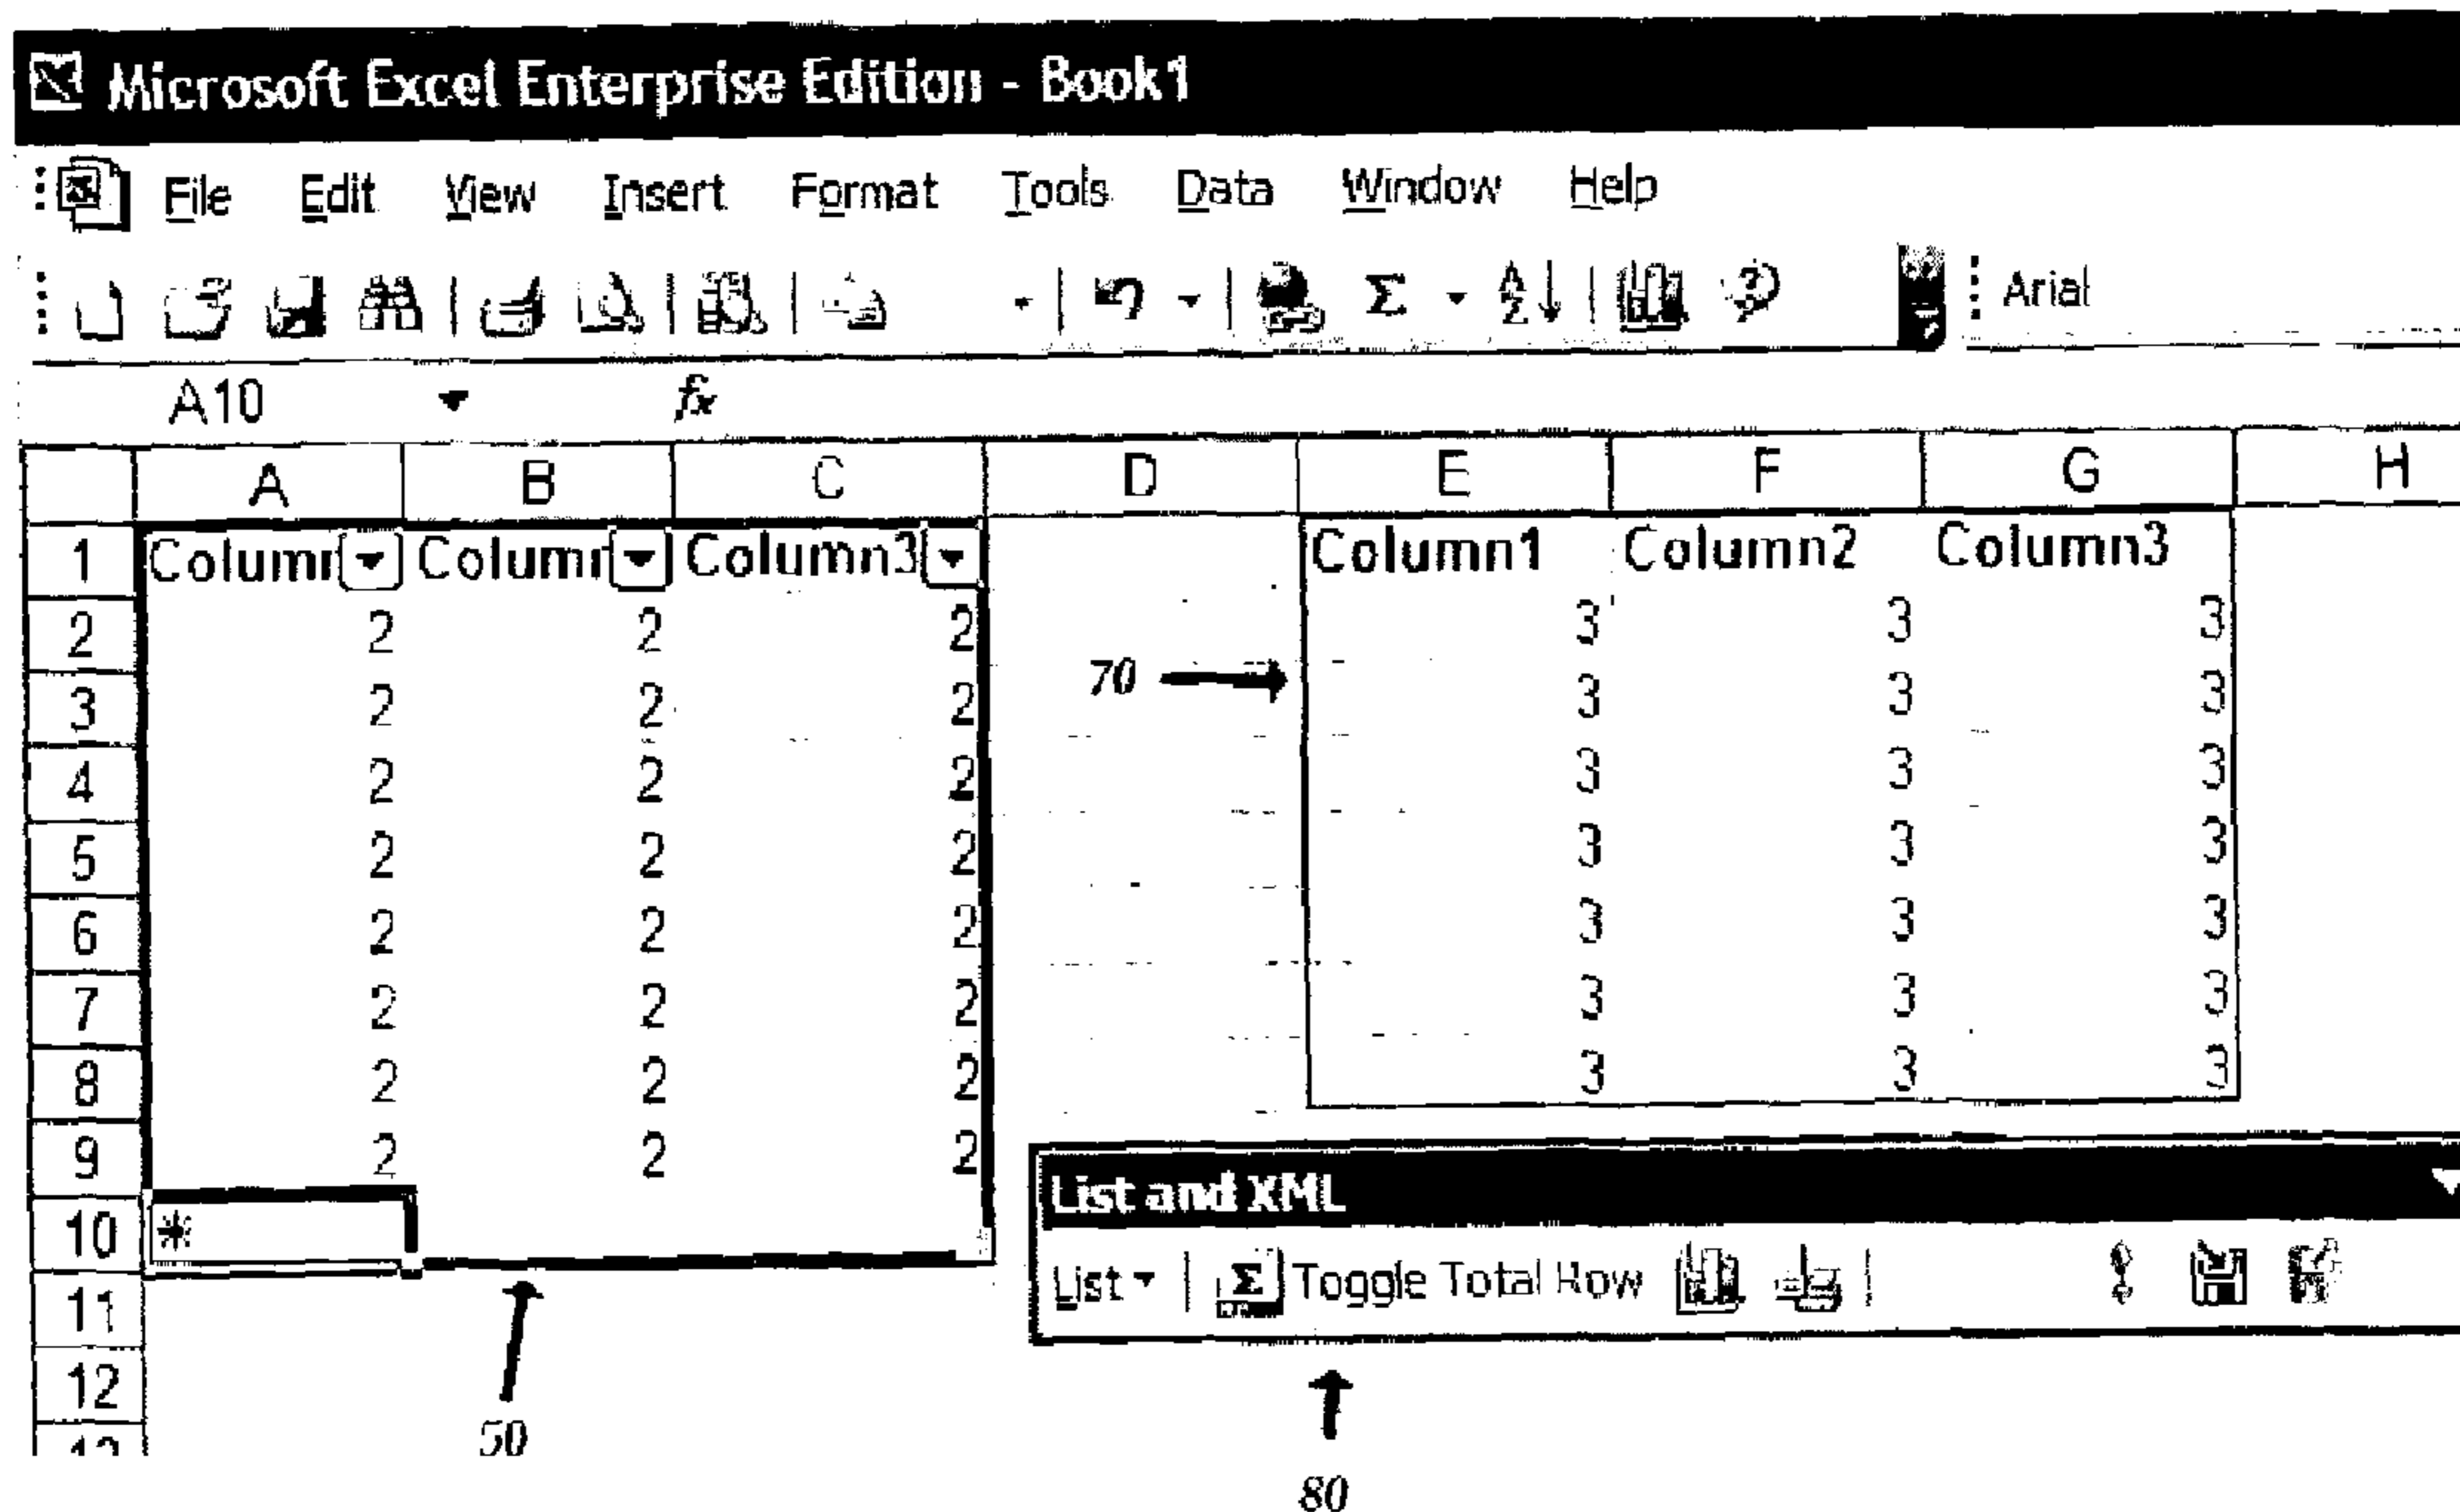 Microsoft Excel Enterprise Edition - Book1
File Edit View Insert Format Tools Data Window Help
Σ A Z Arial
A10 fx
A B C D E F G H
1 Column Column Column3 Column1 Column2 Column3
2 2 2 2 3 3 3
70
3 2 2 2 3 3 3
4 2 2 2 3 3 3
5 2 2 2 3 3 3
6 2 2 2 3 3 3
7 2 2 2 3 3 3
8 2 2 2 3 3 3
9 2 2 2
List and XML
10 *
List Σ Toggle Total Row
11
12
50
80